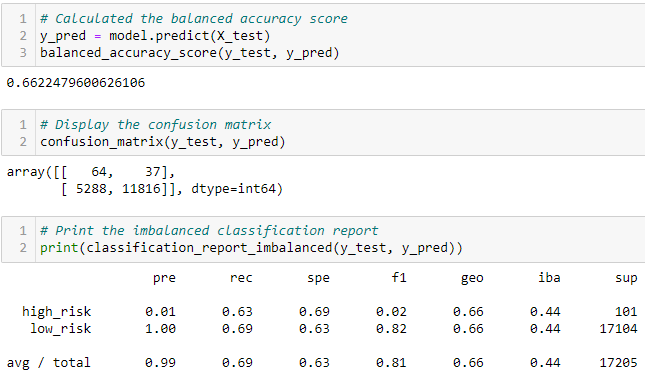 1 # Calculated the balanced accuracy score
2 y_pred = model.predict(X_test)
3 balanced_accuracy_score(y_test, y_pred)
0.6622479600626106
1 # Display the confusion matrix
2 confusion_matrix(y_test, y_pred)
array([[   64,    37],
       [ 5288, 11816]], dtype=int64)
1 # Print the imbalanced classification report
2 print(classification_report_imbalanced(y_test, y_pred))
pre rec spe f1 geo iba sup
high_risk 0.01 0.63 0.69 0.02 0.66 0.44 101
low_risk 1.00 0.69 0.63 0.82 0.66 0.44 17104
avg / total 0.99 0.69 0.63 0.81 0.66 0.44 17205